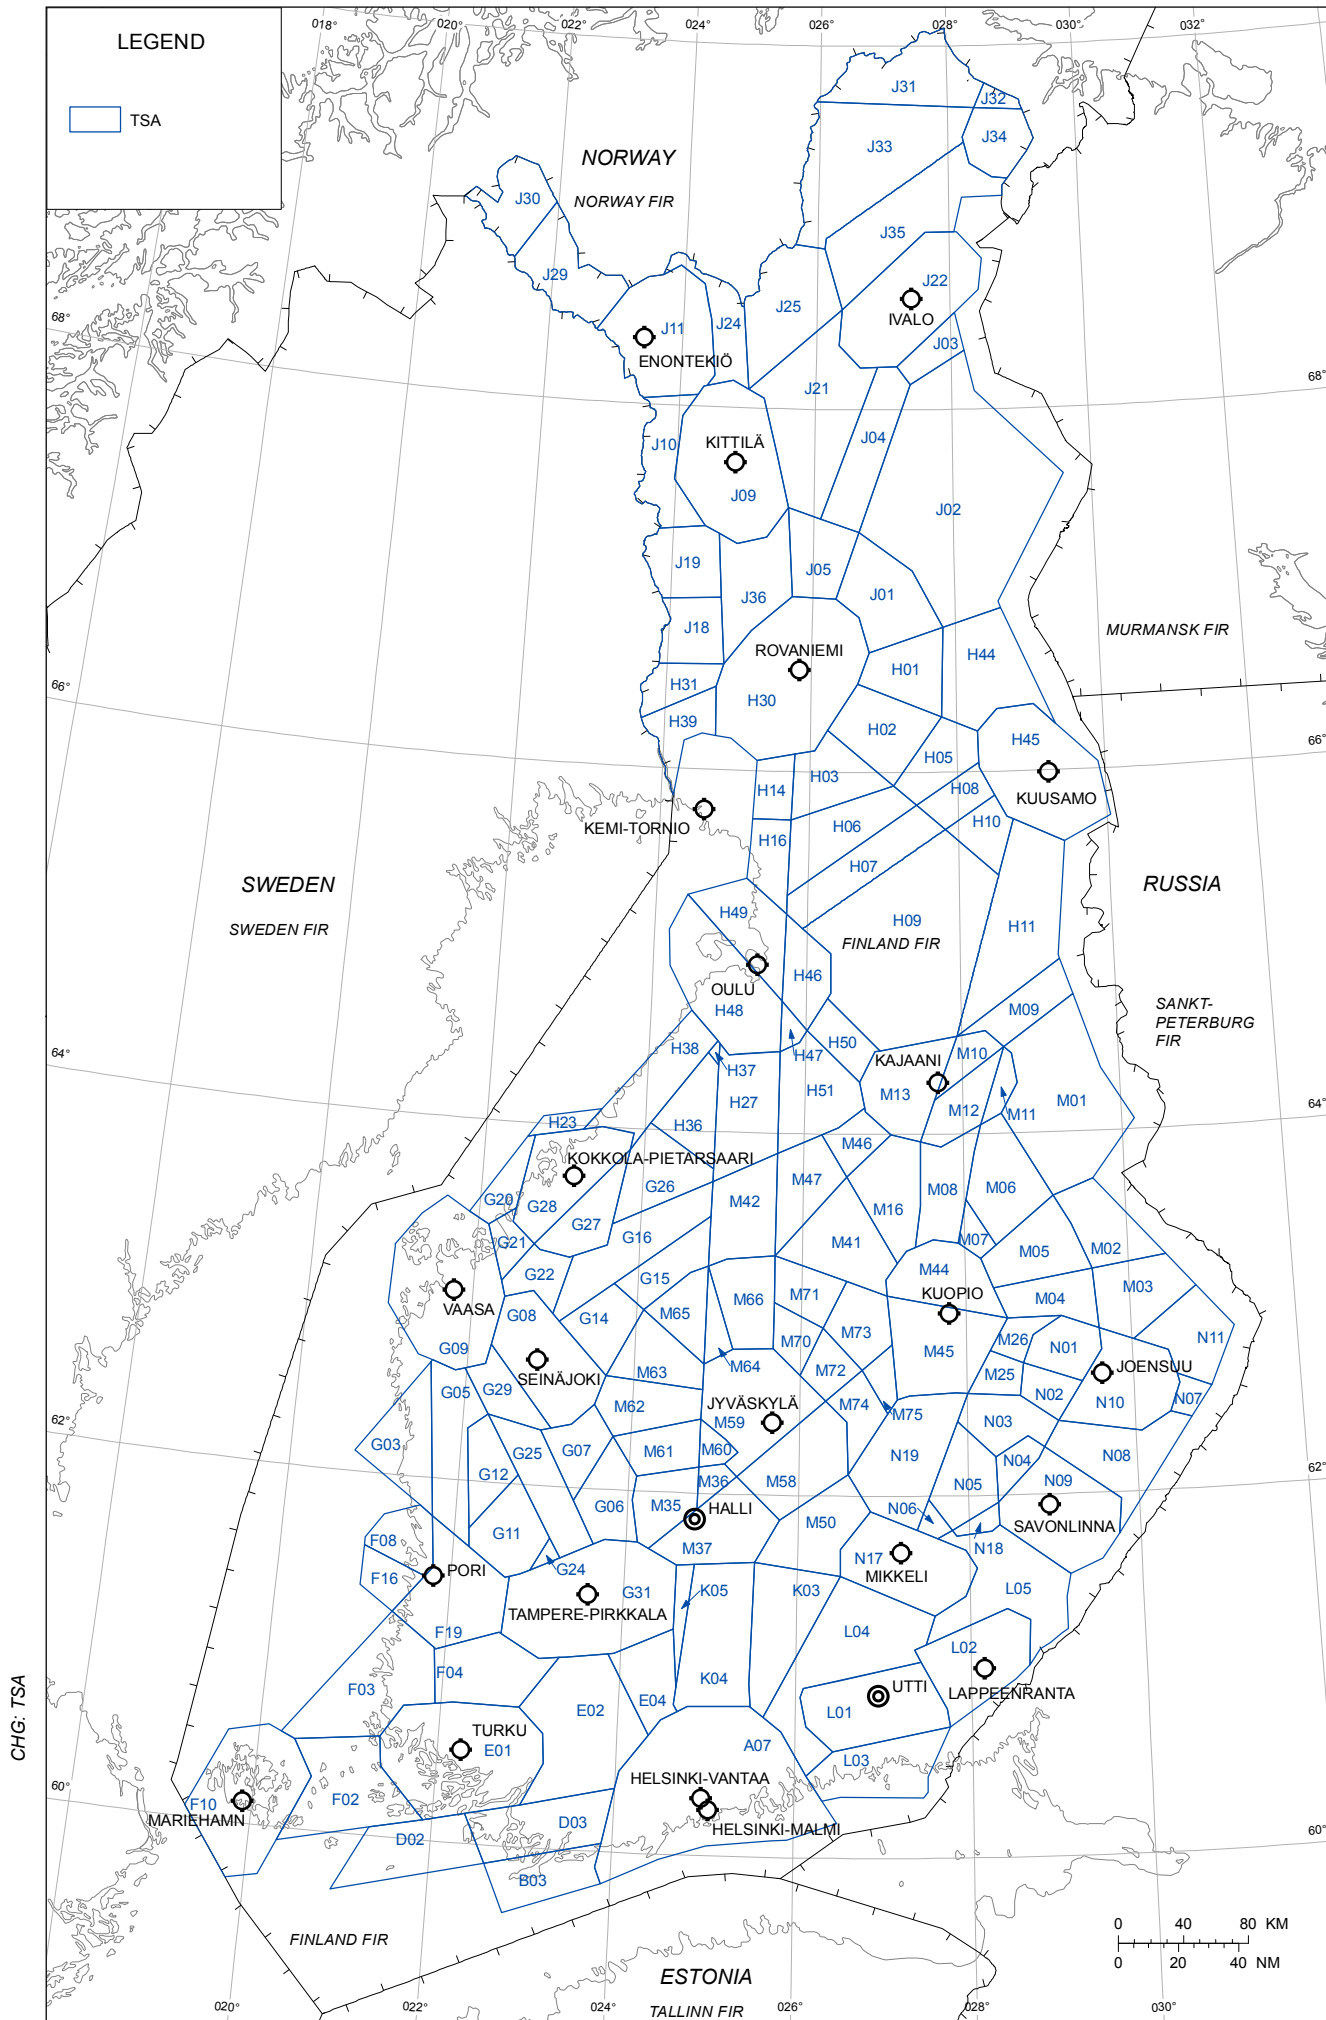 018°
020°
022°
024°
026°
028°
030°
032°
LEGEND
TSA
NORWAY
NORWAY FIR
J31
J32
J33
J34
J30
J35
J29
J22
IVALO
J25
J11
J24
ENONTEKIÖ
J03
68°
68°
J21
J10
KITTILÄ
J04
J09
J02
J19
J05
J36
J01
J18
ROVANIEMI
MURMANSK FIR
H44
H01
H31
66°
H30
H39
H02
H45
66°
H05
H03
H14
H08
KUUSAMO
KEMI-TORNIO
H10
H06
H16
H07
SWEDEN
RUSSIA
SWEDEN FIR
H49
H09
FINLAND FIR
H11
H46
OULU
H48
M09
SANKT-
PETERBURG
FIR
H38
H50
64°
H47
M10
KAJAANI
H37
M13
H51
H27
M12
M11
M01
64°
H23
H36
M46
KOKKOLA-PIETARSAARI
G26
M47
M08
M06
G20
G28
M42
M16
G27
G16
G21
M41
M07
M05
M02
G22
G15
M44
M03
KUOPIO
M71
M66
M04
VAASA
G08
G14
M65
M70
M73
M26
N01
N11
G09
M45
M64
JOENSUU
SEINÄJOKI
M63
M72
M25
G05
G29
N02
N10
N07
62°
M62
JYVÄSKYLÄ
M74
M75
M59
N03
G03
G25
G07
M61
M60
N19
N04
N08
62°
G12
M36
M58
N05
N09
G06
M35
HALLI
N06
SAVONLINNA
F08
G11
M50
M37
N18
G24
N17
MIKKELI
F16
PORI
G31
K05
K03
L05
TAMPERE-PIRKKALA
F19
L04
L02
F04
K04
F03
E04
UTTI
LAPPEENRANTA
E02
L01
CHG: TSA
TURKU
E01
A07
L03
60°
HELSINKI-VANTAA
F10
F02
MARIEHAMN
D03
HELSINKI-MALMI
D02
60°
B03
0 40 80 KM
0 20 40 NM
FINLAND FIR
ESTONIA
TALLINN FIR
020°
022°
024°
026°
028°
030°